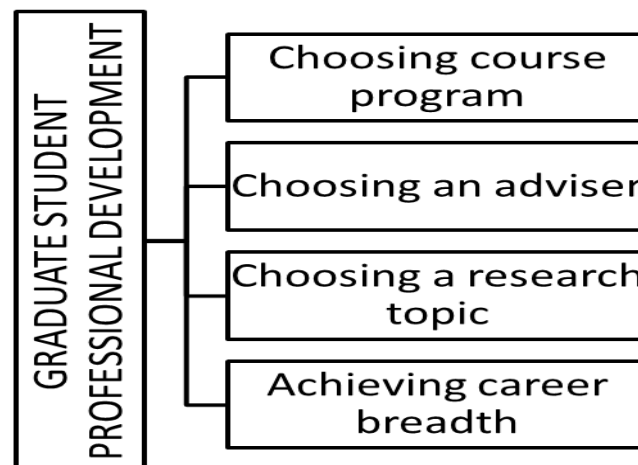 GRADUATE STUDENT
PROFESSIONAL DEVELOPMENT
Choosing course
program
Choosing an adviser
Choosing a research
topic
Achieving career
breadth